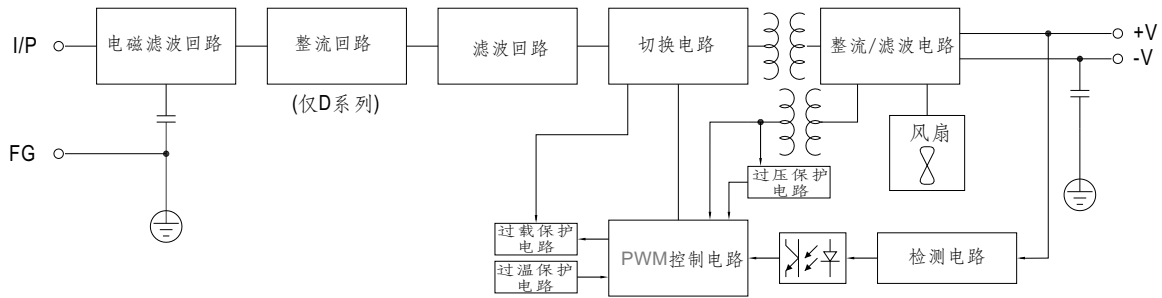 I/P
电磁滤波回路
整流回路
滤波回路
切换电路
整流/滤波电路
+V
-V
(仅D系列)
FG
风扇
过压保护
电路
过载保护
电路
过温保护
电路
PWM控制电路
检测电路